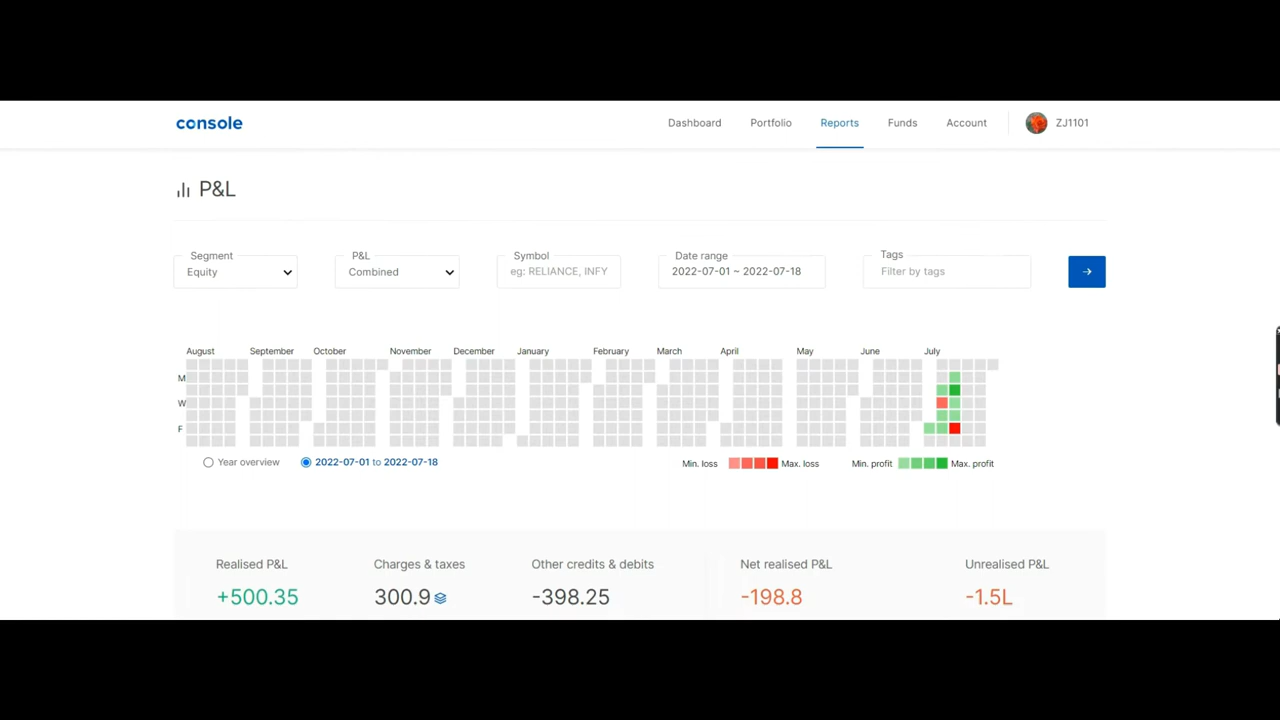 console
Dashboard Portfolio Reports Funds Account ZJ1101
P&L
Segment P&L Symbol Date range Tags
Equity Combined eg: RELIANCE, INFY 2022-07-01 ~ 2022-07-18 Filter by tags
August September October November December January February March April May June July
M
W
F
Year overview 2022-07-01 to 2022-07-18 Min. loss Max. loss Min. profit Max. profit
Realised P&L Charges & taxes Other credits & debits Net realised P&L Unrealised P&L
+500.35 300.9 -398.25 -198.8 -1.5L